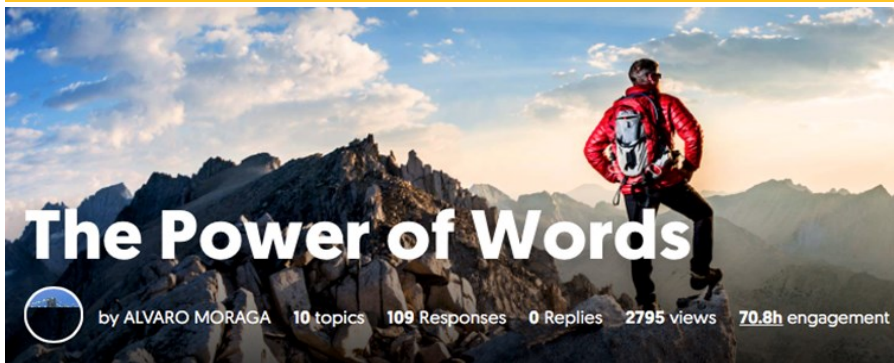 The Power of Words
by ALVARO MORAGA 10 topics 109 Responses 0 Replies 2795 views 70.8h engagement